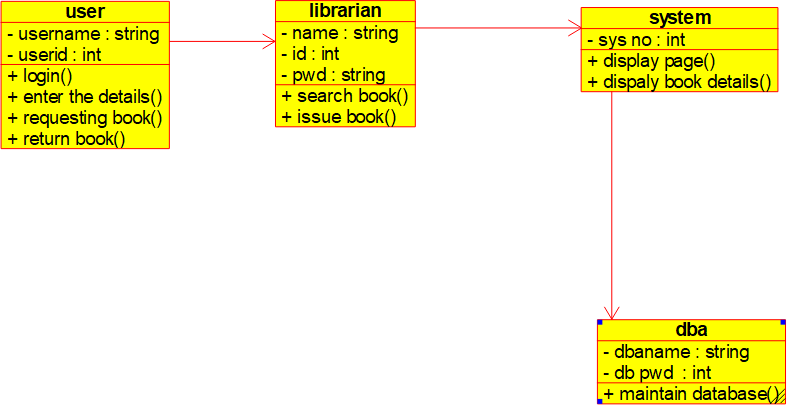 user
- username : string
- userid : int
+ login()
+ enter the details()
+ requesting book()
+ return book()
librarian
- name : string
- id : int
- pwd : string
+ search book()
+ issue book()
system
- sys no : int
+ display page()
+ dispaly book details()
dba
- dbaname : string
- db pwd : int
+ maintain database()